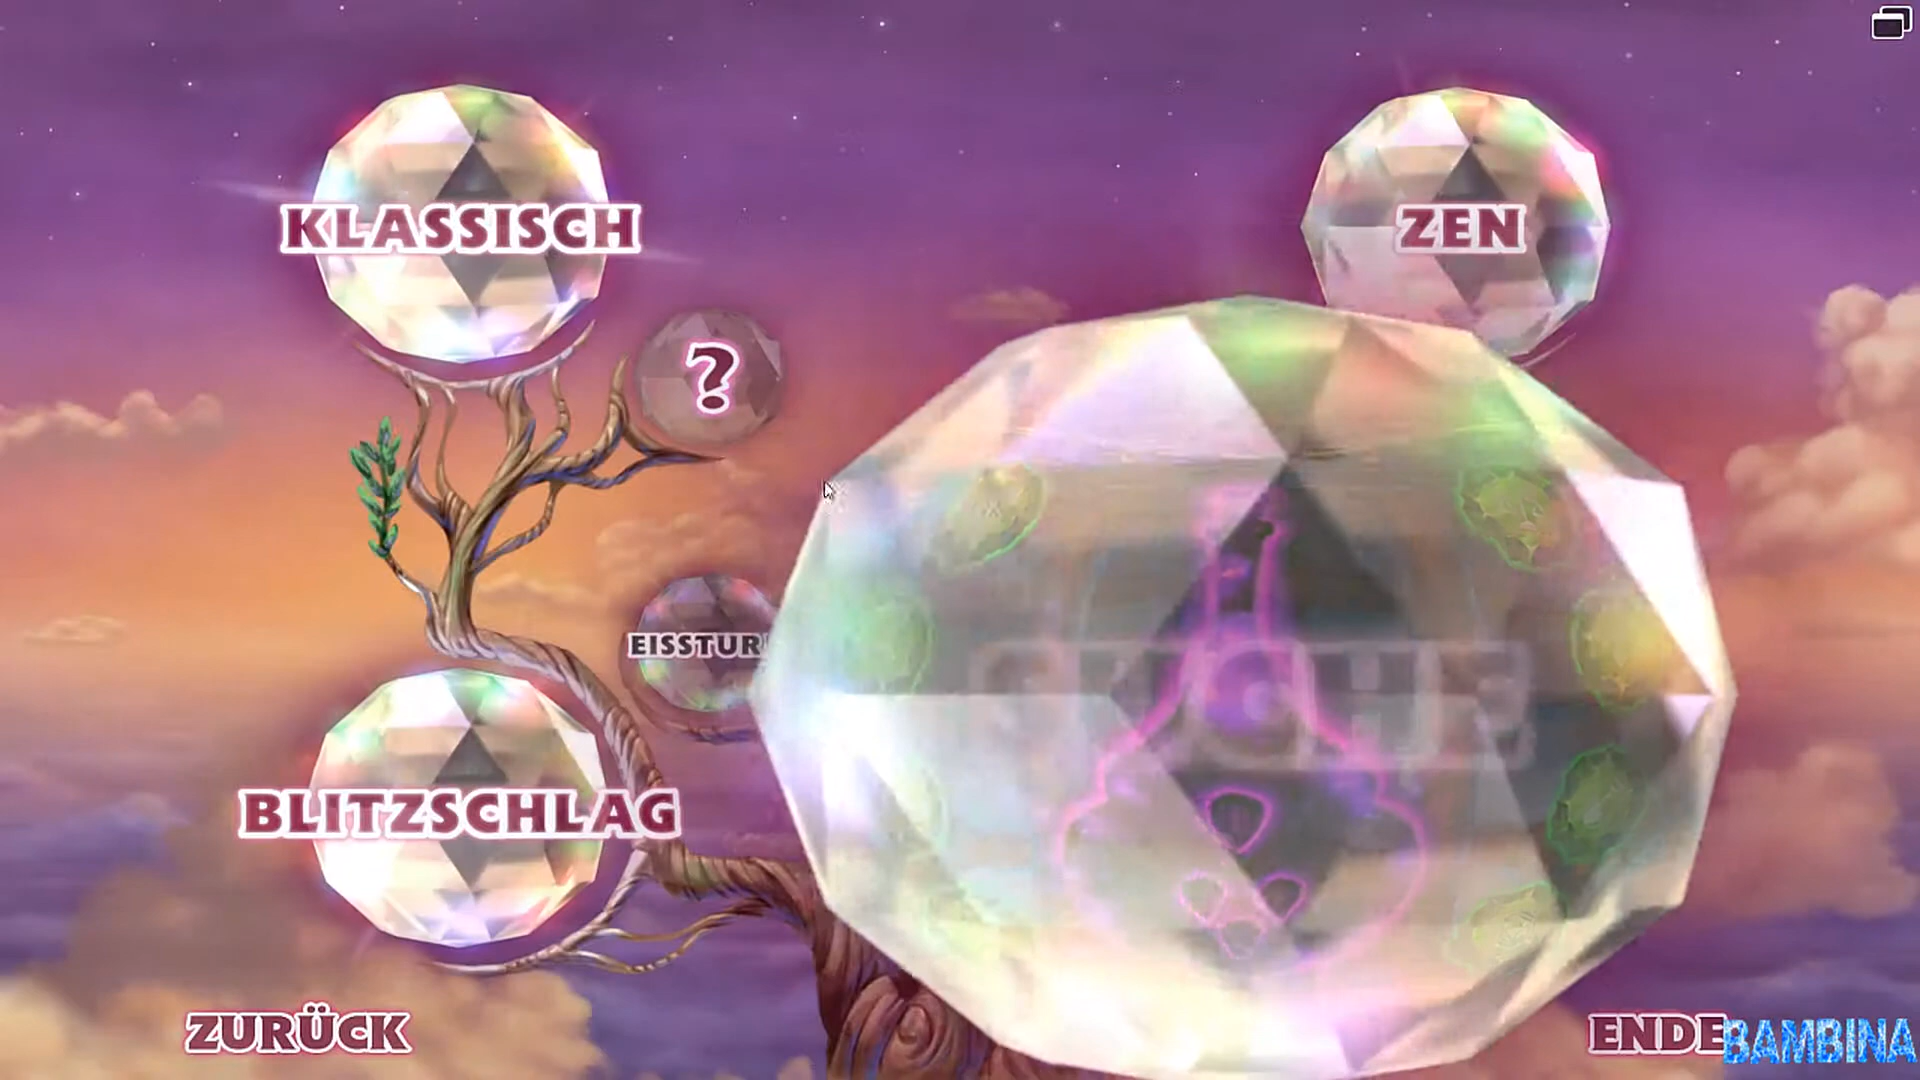 KLASSISCH
ZEN
?
EISSTUR
BLITZSCHLAG
ZURÜCK
ENDE
BAMBINA